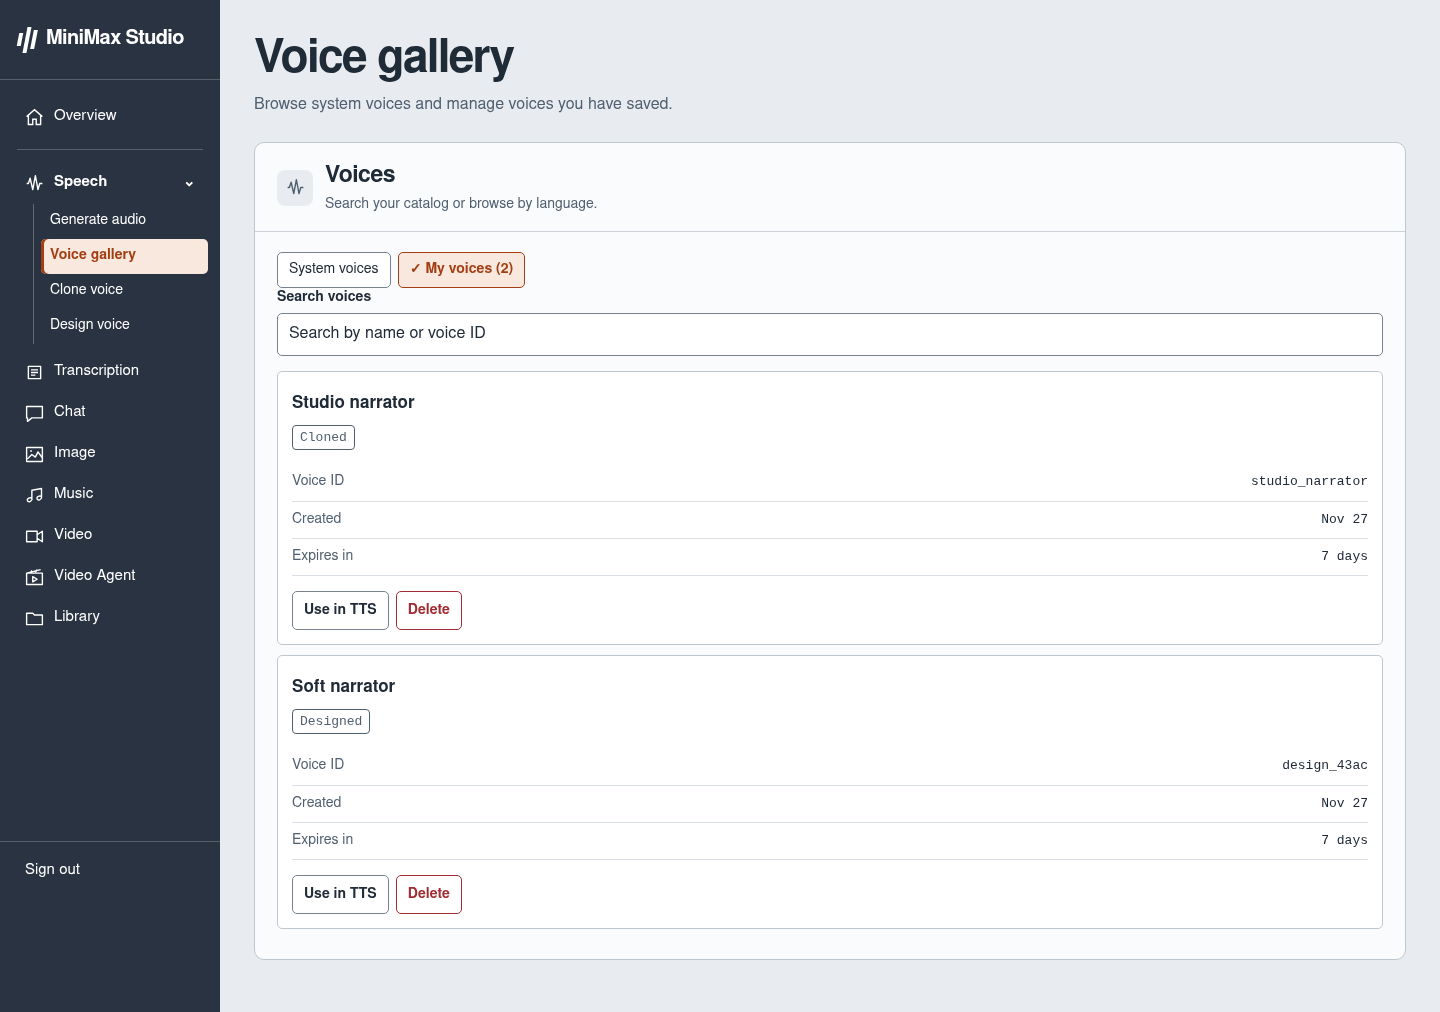 MiniMax Studio
Overview
Speech
Generate audio
Voice gallery
Clone voice
Design voice
Transcription
Chat
Image
Music
Video
Video Agent
Library
Sign out
Voice gallery
Browse system voices and manage voices you have saved.
Voices
Search your catalog or browse by language.
System voices
✓ My voices (2)
Search voices
Search by name or voice ID
Studio narrator
Cloned
Voice ID studio_narrator
Created Nov 27
Expires in 7 days
Use in TTS Delete
Soft narrator
Designed
Voice ID design_43ac
Created Nov 27
Expires in 7 days
Use in TTS Delete